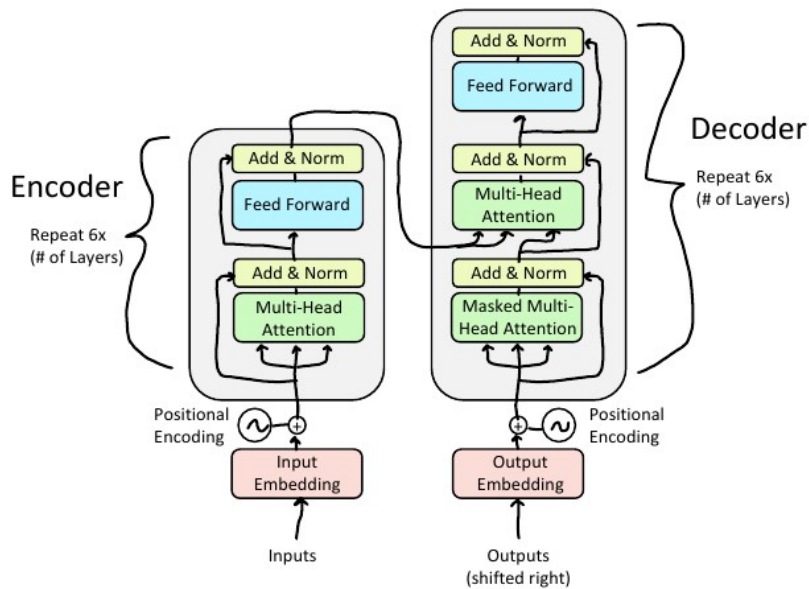 Encoder
Repeat 6x
(# of Layers)
Add & Norm
Feed Forward
Add & Norm
Multi-Head
Attention
Positional
Encoding
Input
Embedding
Inputs
Add & Norm
Feed Forward
Add & Norm
Multi-Head
Attention
Add & Norm
Masked Multi-
Head Attention
Positional
Encoding
Output
Embedding
Outputs
(shifted right)
Decoder
Repeat 6x
(# of Layers)